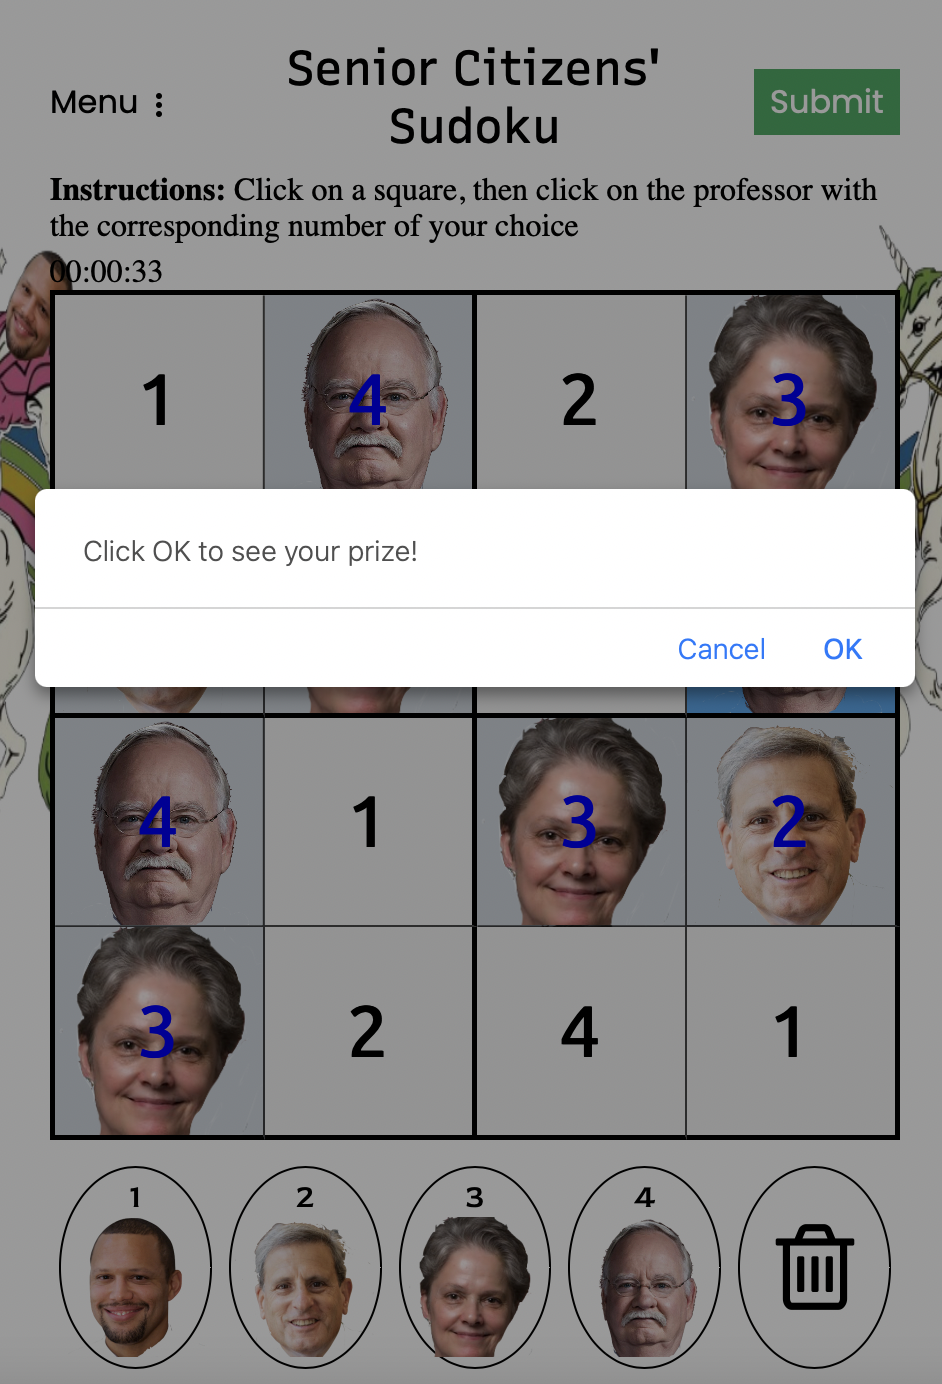 Senior Citizens'
Sudoku
Menu
Submit
Instructions: Click on a square, then click on the professor with
the corresponding number of your choice
00:00:33
1 4 2 3
Click OK to see your prize!
Cancel OK
4 1 3 2
3 2 4 1
1 2 3 4